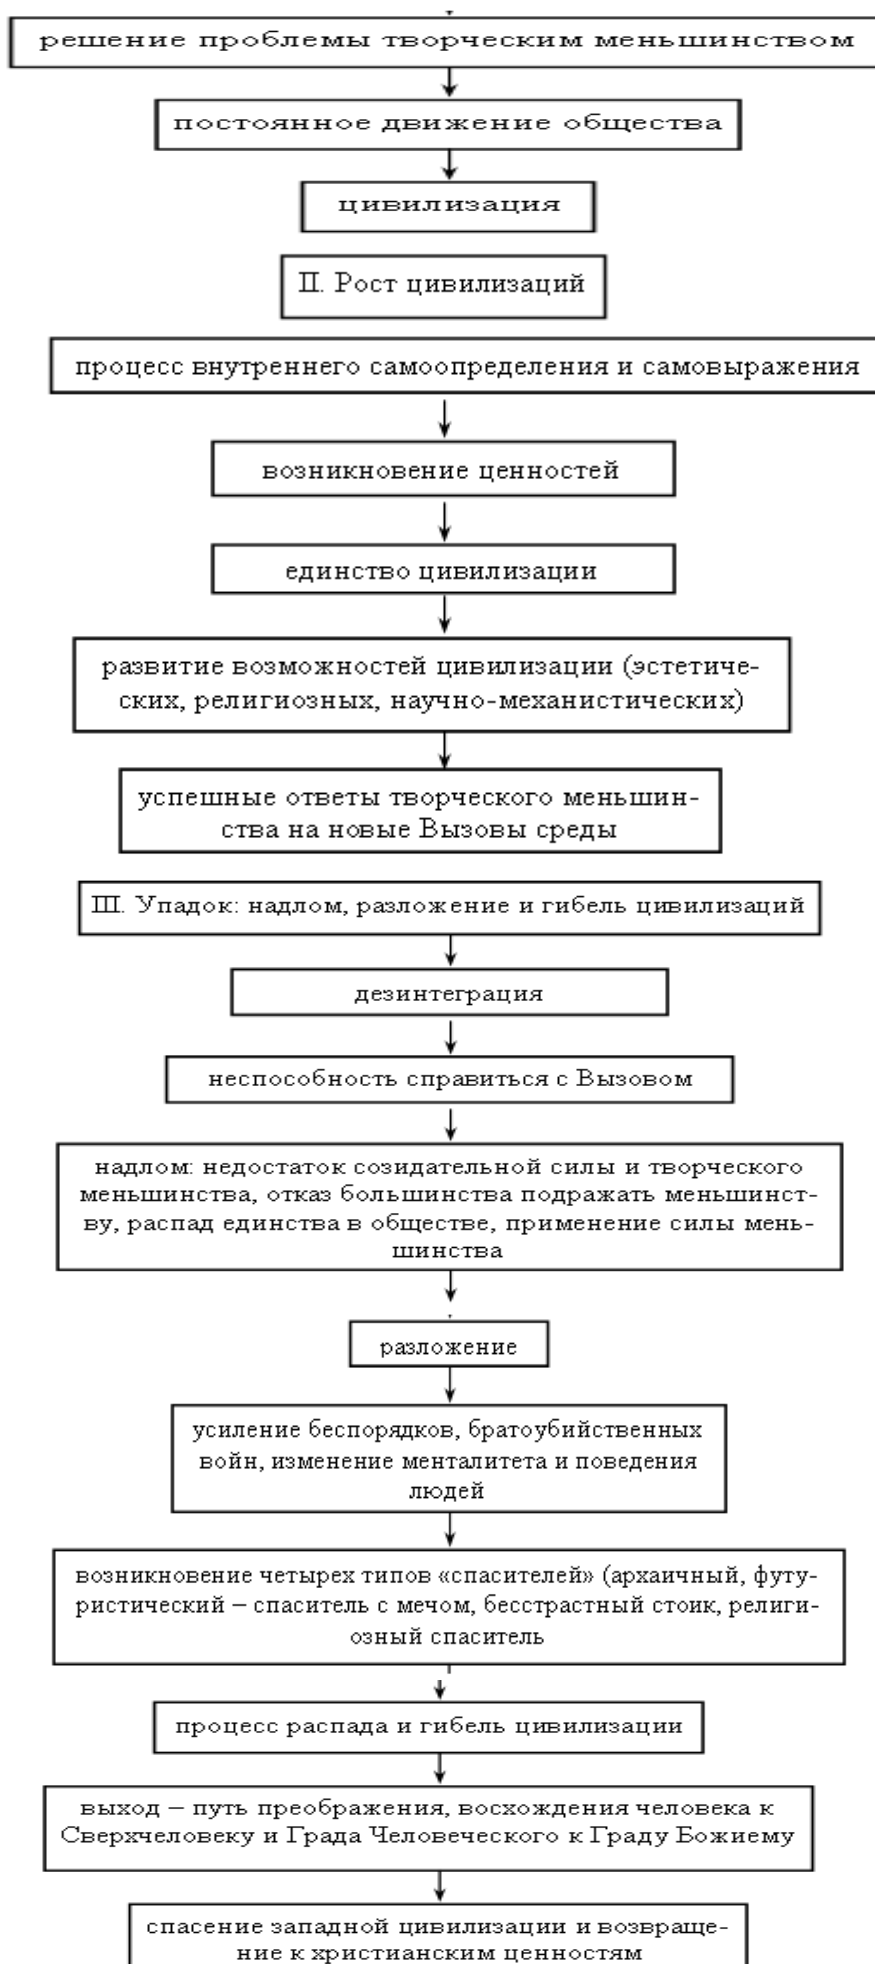 решение проблемы творческим меньшинством
постоянное движение общества
цивилизация
II. Рост цивилизаций
процесс внутреннего самоопределения и самовыражения
возникновение ценностей
единство цивилизации
развитие возможностей цивилизации (эстетиче-
ских, религиозных, научно-механистических)
успешные ответы творческого меньшин-
ства на новые Вызовы среды
III. Упадок: надлом, разложение и гибель цивилизаций
дезинтеграция
неспособность справиться с Вызовом
надлом: недостаток созидательной силы и творческого
меньшинства, отказ большинства подражать меньшинст-
ву, распад единства в обществе, применение силы мень-
шинства
разложение
усиление беспорядков, братоубийственных
войн, изменение менталитета и поведения
людей
возникновение четырех типов «спасителей» (архаичный, футу-
ристический – спаситель с мечом, бесстрастный стоик, религи-
озный спаситель
процесс распада и гибель цивилизации
выход – путь преображения, восхождения человека к
Сверхчеловеку и Града Человеческого к Граду Божиему
спасение западной цивилизации и возвраще-
ние к христианским ценностям